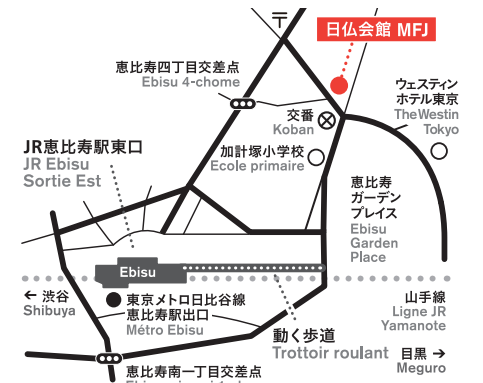 〒
日仏会館 MFJ
恵比寿四丁目交差点
Ebisu 4-chome
ウェスティン
ホテル東京
The Westin
Tokyo
交番
Koban
加計塚小学校
Ecole primaire
JR恵比寿駅東口
JR Ebisu
Sortie Est
恵比寿
ガーデン
プレイス
Ebisu
Garden
Place
Ebisu
← 渋谷
Shibuya
東京メトロ日比谷線
恵比寿駅出口
Métro Ebisu
動く歩道
Trottoir roulant
山手線
Ligne JR
Yamanote
目黒 →
Meguro
恵比寿南一丁目交差点